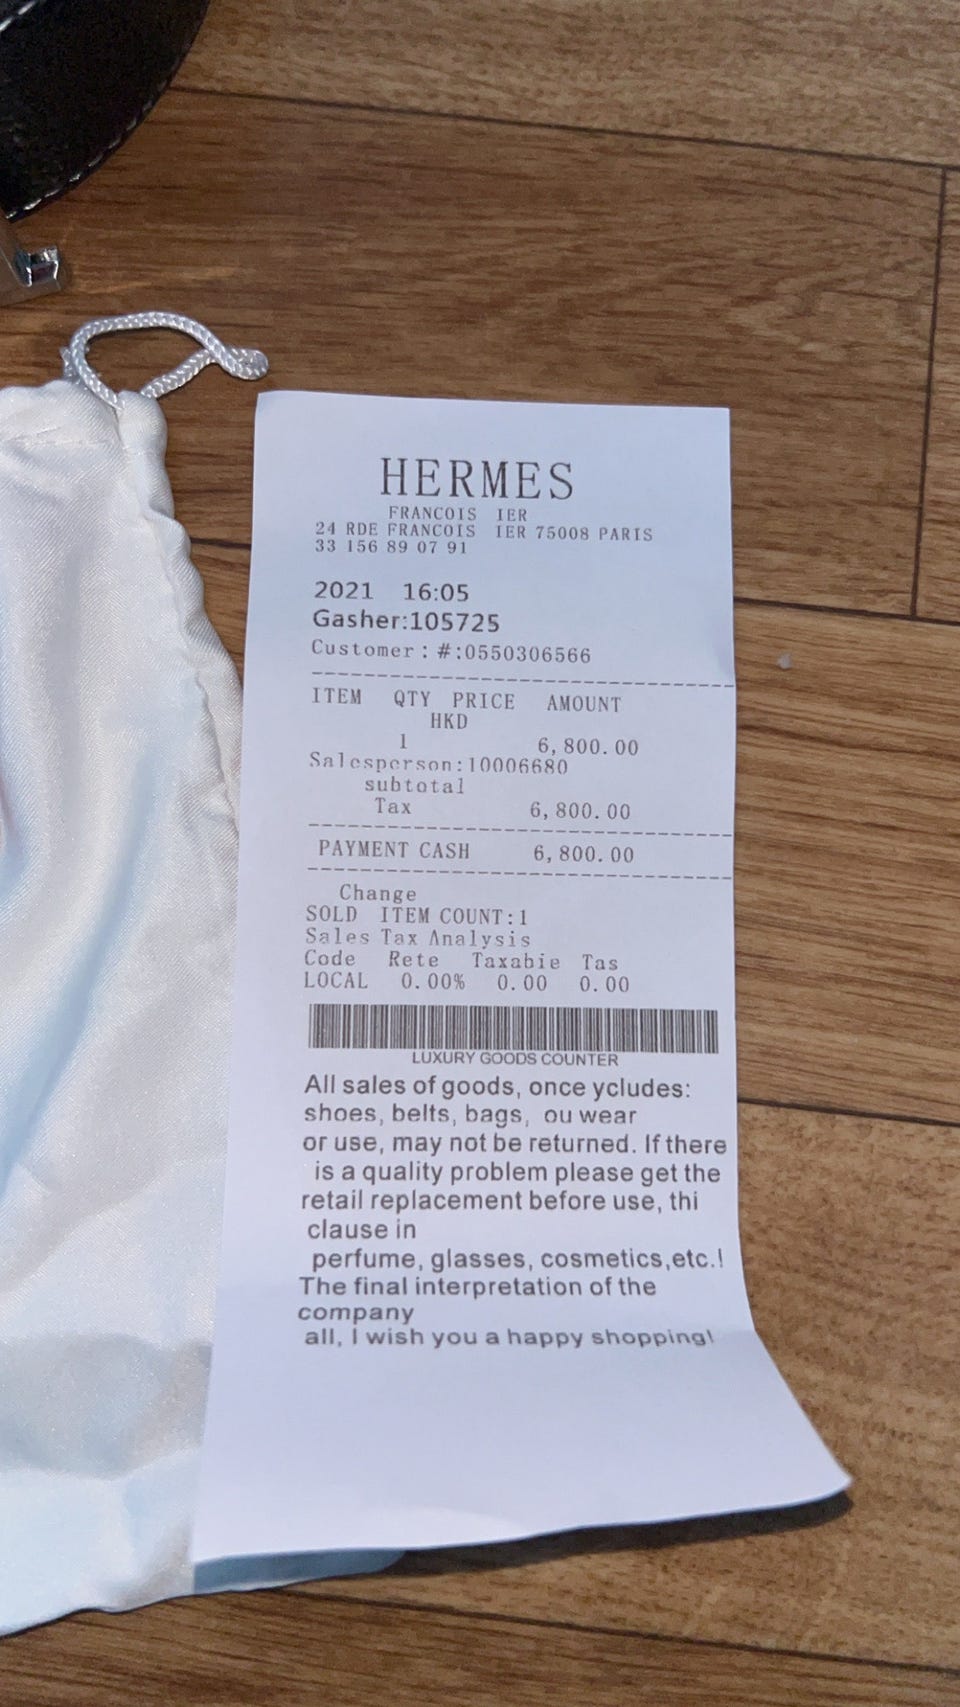 HERMES
FRANCOIS IER
24 RDE FRANCOIS IER 75008 PARIS
33 156 89 07 91
2021 16:05
Gasher:105725
Customer:#:0550306566
ITEM QTY PRICE AMOUNT
HKD
1 6,800.00
Salesperson:10006680
subtotal
Tax 6,800.00
PAYMENT CASH 6,800.00
Change
SOLD ITEM COUNT:1
Sales Tax Analysis
Code Rete Taxabie Tas
LOCAL 0.00% 0.00 0.00
LUXURY GOODS COUNTER
All sales of goods, once ycludes:
shoes, belts, bags, ou wear
or use, may not be returned. If there
is a quality problem please get the
retail replacement before use, thi
clause in
perfume, glasses, cosmetics,etc.!
The final interpretation of the
company
all, I wish you a happy shopping!